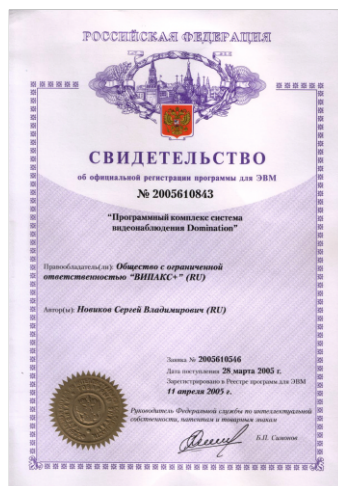 РОССИЙСКАЯ ФЕДЕРАЦИЯ
СВИДЕТЕЛЬСТВО
об официальной регистрации программы для ЭВМ
№ 2005610843
“Программный комплекс система
видеонаблюдения Domination”
Правообладатель(ли): Общество с ограниченной
ответственностью “ВИПАКС+” (RU)
Автор(ы): Новиков Сергей Владимирович (RU)
Заявка № 2005610546
Дата поступления 28 марта 2005 г.
Зарегистрировано в Реестре программ для ЭВМ
11 апреля 2005 г.
Руководитель Федеральной службы по интеллектуальной
собственности, патентам и товарным знакам
Б.П. Симонов